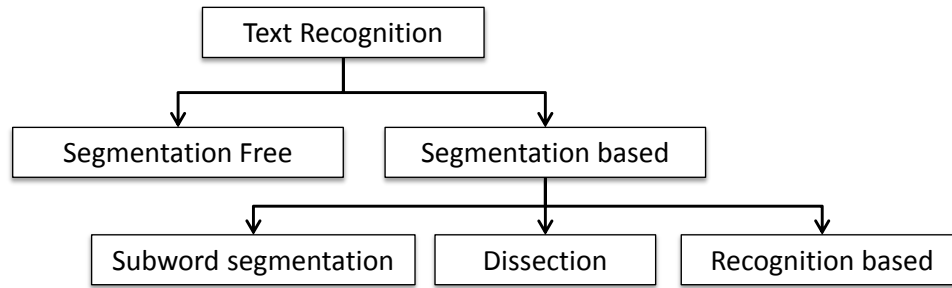 Text Recognition
Segmentation Free
Segmentation based
Subword segmentation
Dissection
Recognition based